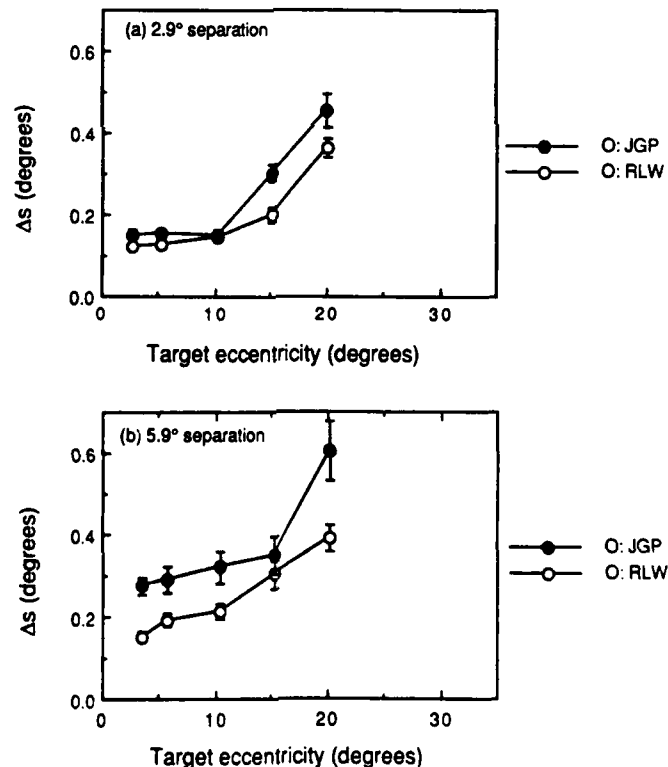 (a) 2.9° separation
0.6
0.4
0.2
0.0
Δs (degrees)
0
10
20
30
Target eccentricity (degrees)
O: JGP
O: RLW
(b) 5.9° separation
0.6
0.4
0.2
0.0
Δs (degrees)
0
10
20
30
Target eccentricity (degrees)
O: JGP
O: RLW